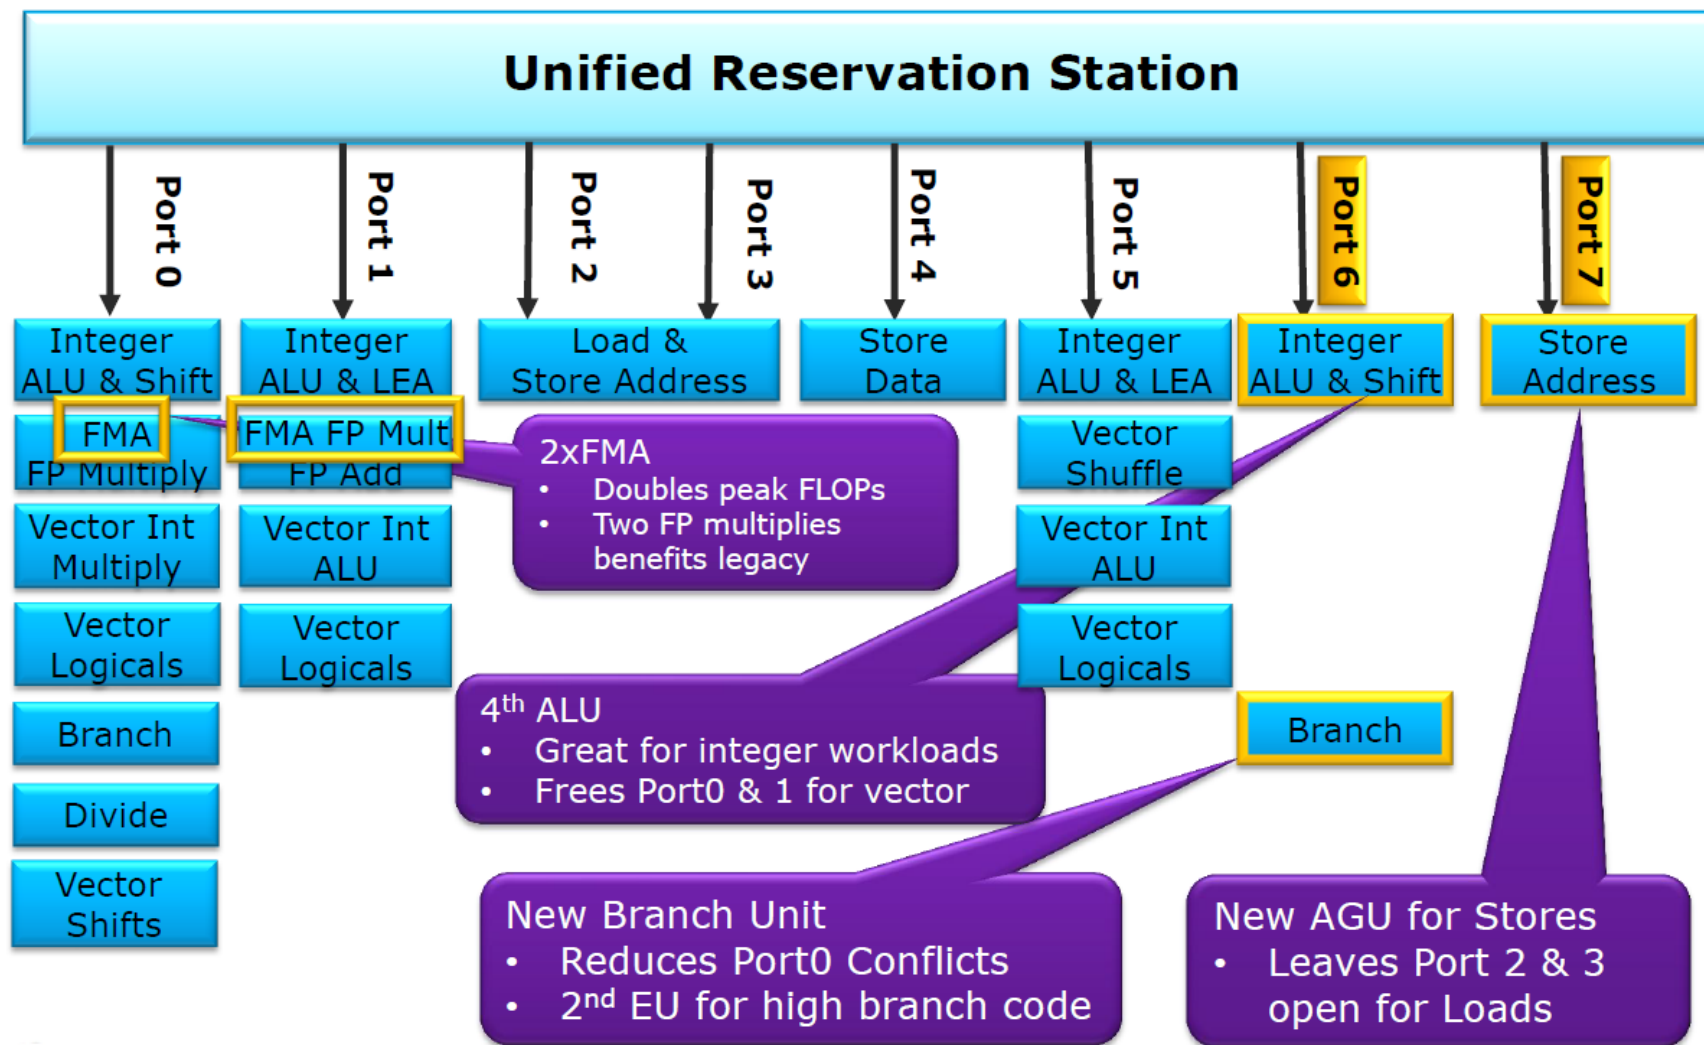 Unified Reservation Station
Port 0
Port 1
Port 2
Port 3
Port 4
Port 5
Port 6
Port 7
Integer
ALU & Shift
FMA
FP Multiply
Vector Int
Multiply
Vector
Logicals
Branch
Divide
Vector
Shifts
Integer
ALU & LEA
FMA FP Mult
FP Add
Vector Int
ALU
Vector
Logicals
Load &
Store Address
Store
Data
Integer
ALU & LEA
Vector
Shuffle
Vector Int
ALU
Vector
Logicals
Integer
ALU & Shift
Branch
Store
Address
2xFMA
• Doubles peak FLOPs
• Two FP multiplies
benefits legacy
4th ALU
• Great for integer workloads
• Frees Port0 & 1 for vector
New Branch Unit
• Reduces Port0 Conflicts
• 2nd EU for high branch code
New AGU for Stores
• Leaves Port 2 & 3
open for Loads